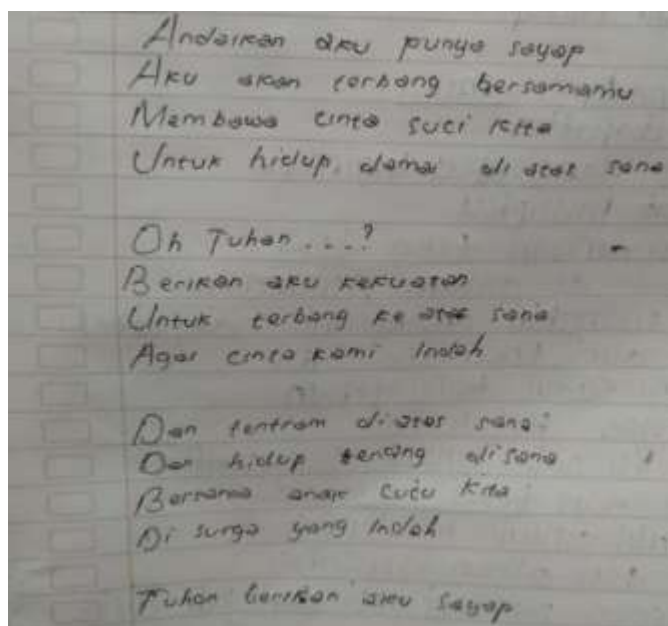 Andaikan aku punya sayap
Aku akan terbang bersamamu
Membawa cinta suci kita
Untuk hidup, damai di atas sana
Oh Tuhan...?
Berikan aku kekuatan
Untuk terbang ke atas sana
Agar cinta kami Indah
Dan tentram di atas sana.
Dan hidup tenang disana
Bersama anak cucu kita
Di surga yang Indah
Tuhan berikan aku sayap